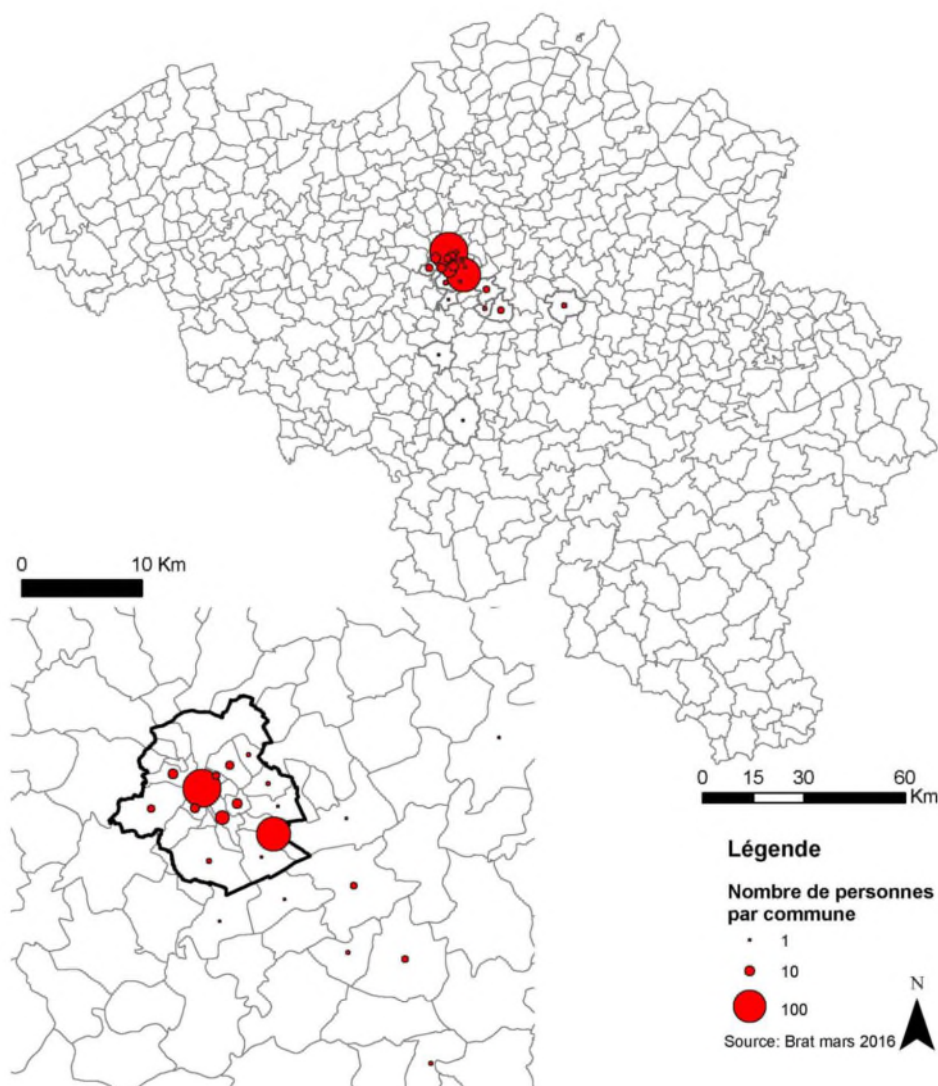 0 10 Km
0 15 30 60
Km
Légende
Nombre de personnes
par commune
1
10
100
N
Source: Brat mars 2016